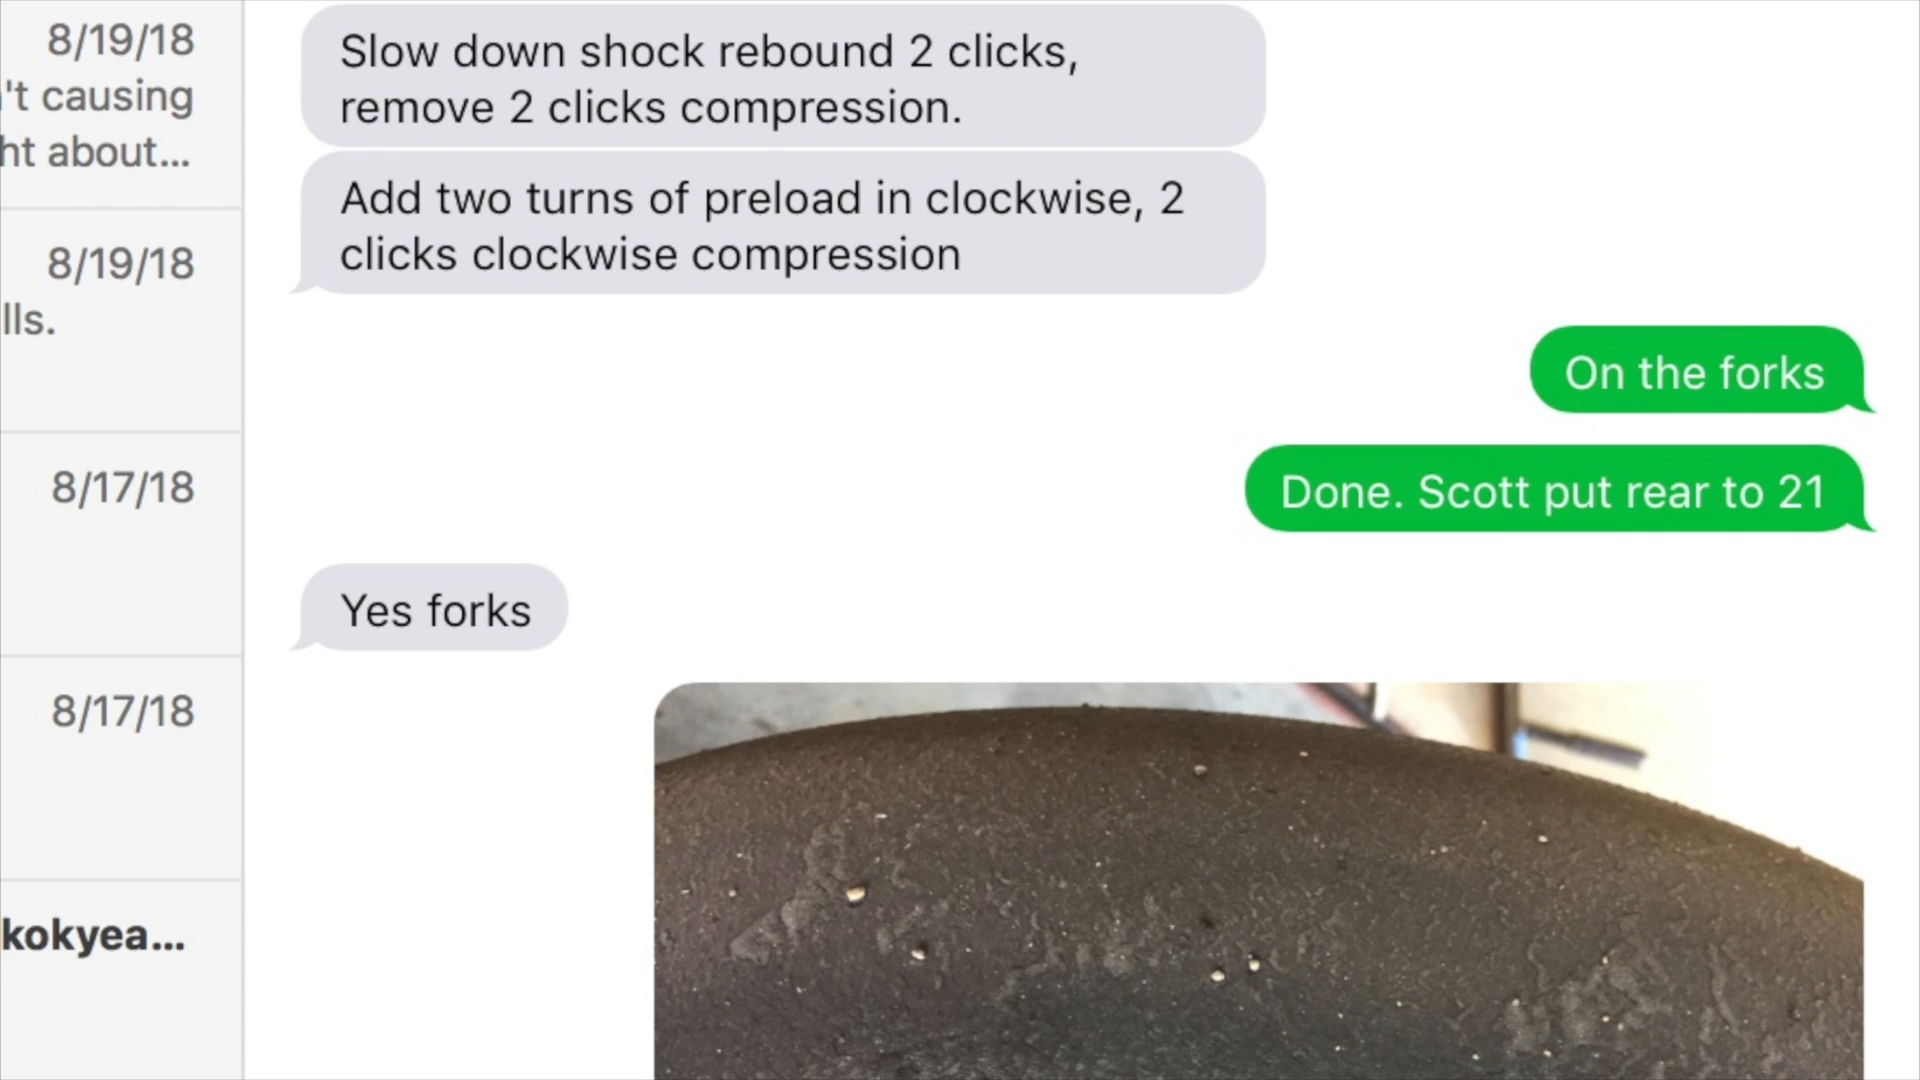 8/19/18
't causing
ht about...
8/19/18
lls.
8/17/18
8/17/18
kokyea...
Slow down shock rebound 2 clicks,
remove 2 clicks compression.
Add two turns of preload in clockwise, 2
clicks clockwise compression
On the forks
Done. Scott put rear to 21
Yes forks